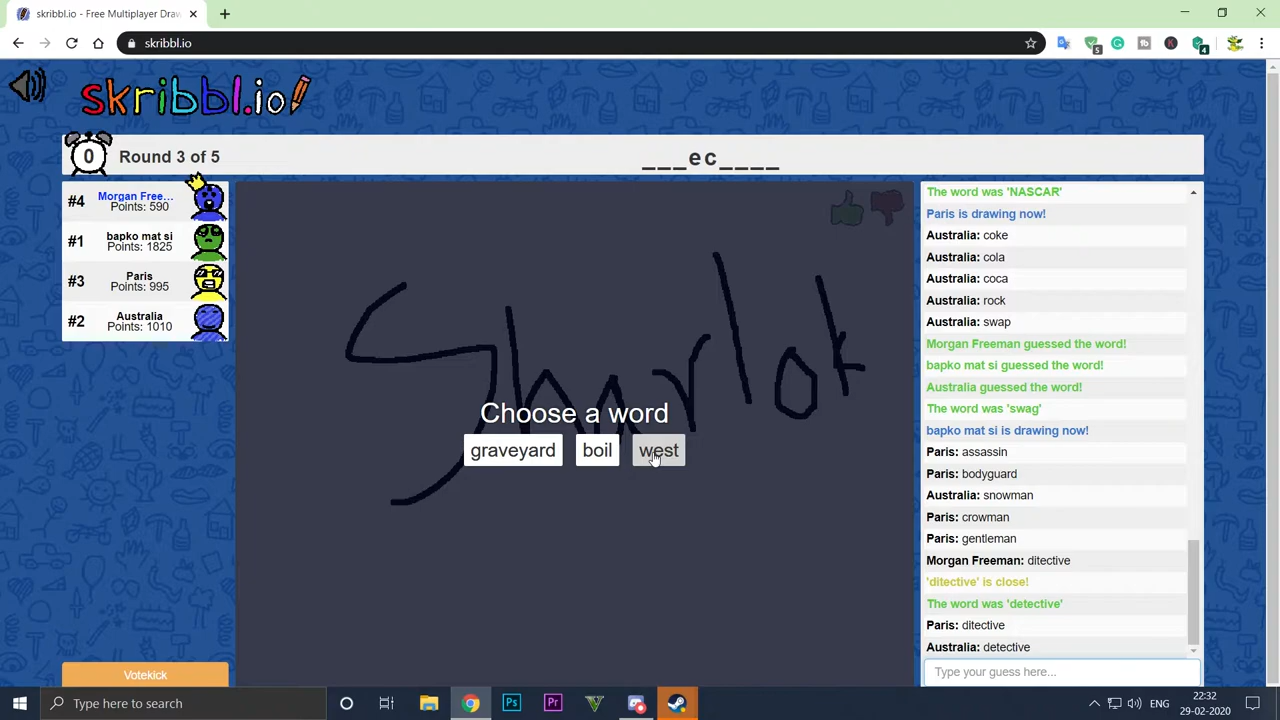 skribbl.io - Free Multiplayer Draw
skribbl.io
5
4
skribbl.io
0
Round 3 of 5
___ec____
#4
Morgan Free...
Points: 590
#1
bapko mat si
Points: 1825
#3
Paris
Points: 995
#2
Australia
Points: 1010
Votekick
Sharlok
Choose a word
graveyard
boil
west
The word was 'NASCAR'
Paris is drawing now!
Australia: coke
Australia: cola
Australia: coca
Australia: rock
Australia: swap
Morgan Freeman guessed the word!
bapko mat si guessed the word!
Australia guessed the word!
The word was 'swag'
bapko mat si is drawing now!
Paris: assassin
Paris: bodyguard
Australia: snowman
Paris: crowman
Paris: gentleman
Morgan Freeman: ditective
'ditective' is close!
The word was 'detective'
Paris: ditective
Australia: detective
Type your guess here...
Type here to search
Ps
Pr
ENG
22:32
29-02-2020